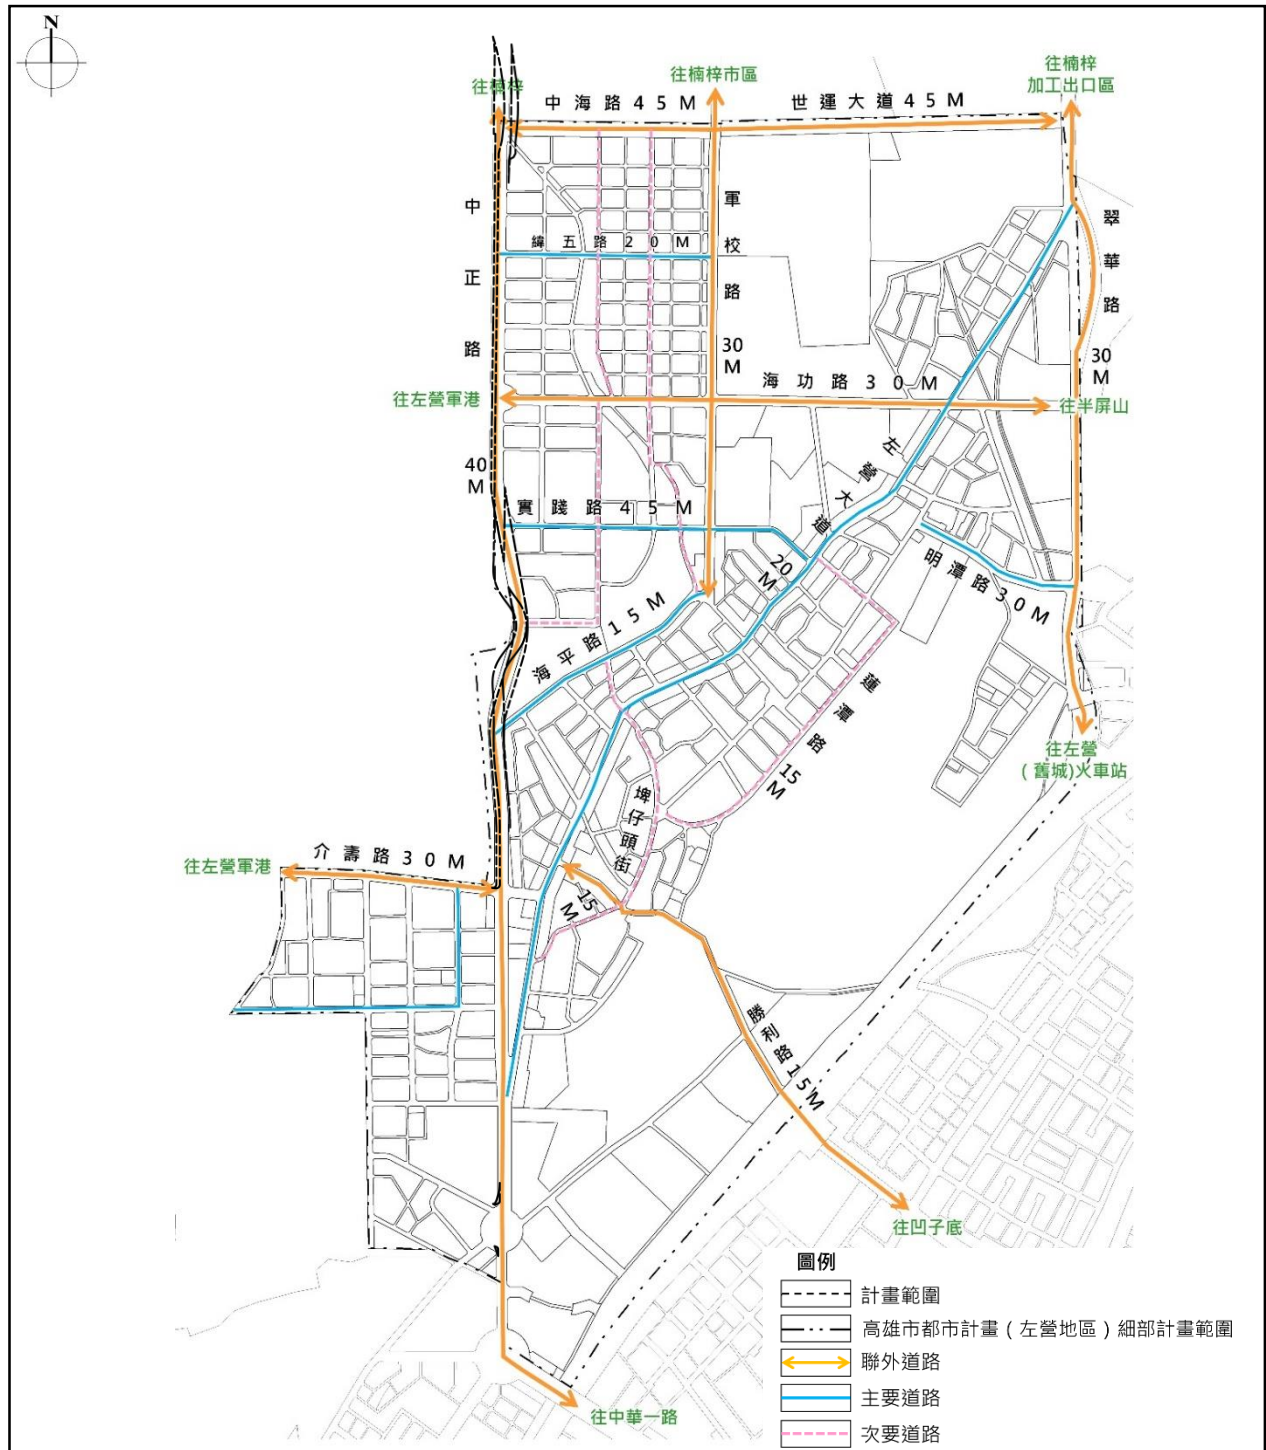 N
往楠梓
往楠梓市區
往楠梓
加工出口區
中海路45M
世運大道45M
中正路
40M
軍校路
30M
翠華路
30M
緯五路20M
海功路30M
往左營軍港
往半屏山
左營大道
20M
實踐路45M
明潭路30M
海平路15M
蓮潭路
15M
往左營
(舊城)火車站
埤仔頭街
15M
介壽路30M
往左營軍港
勝利路15M
往凹子底
往中華一路
圖例
計畫範圍
高雄市都市計畫(左營地區)細部計畫範圍
聯外道路
主要道路
次要道路